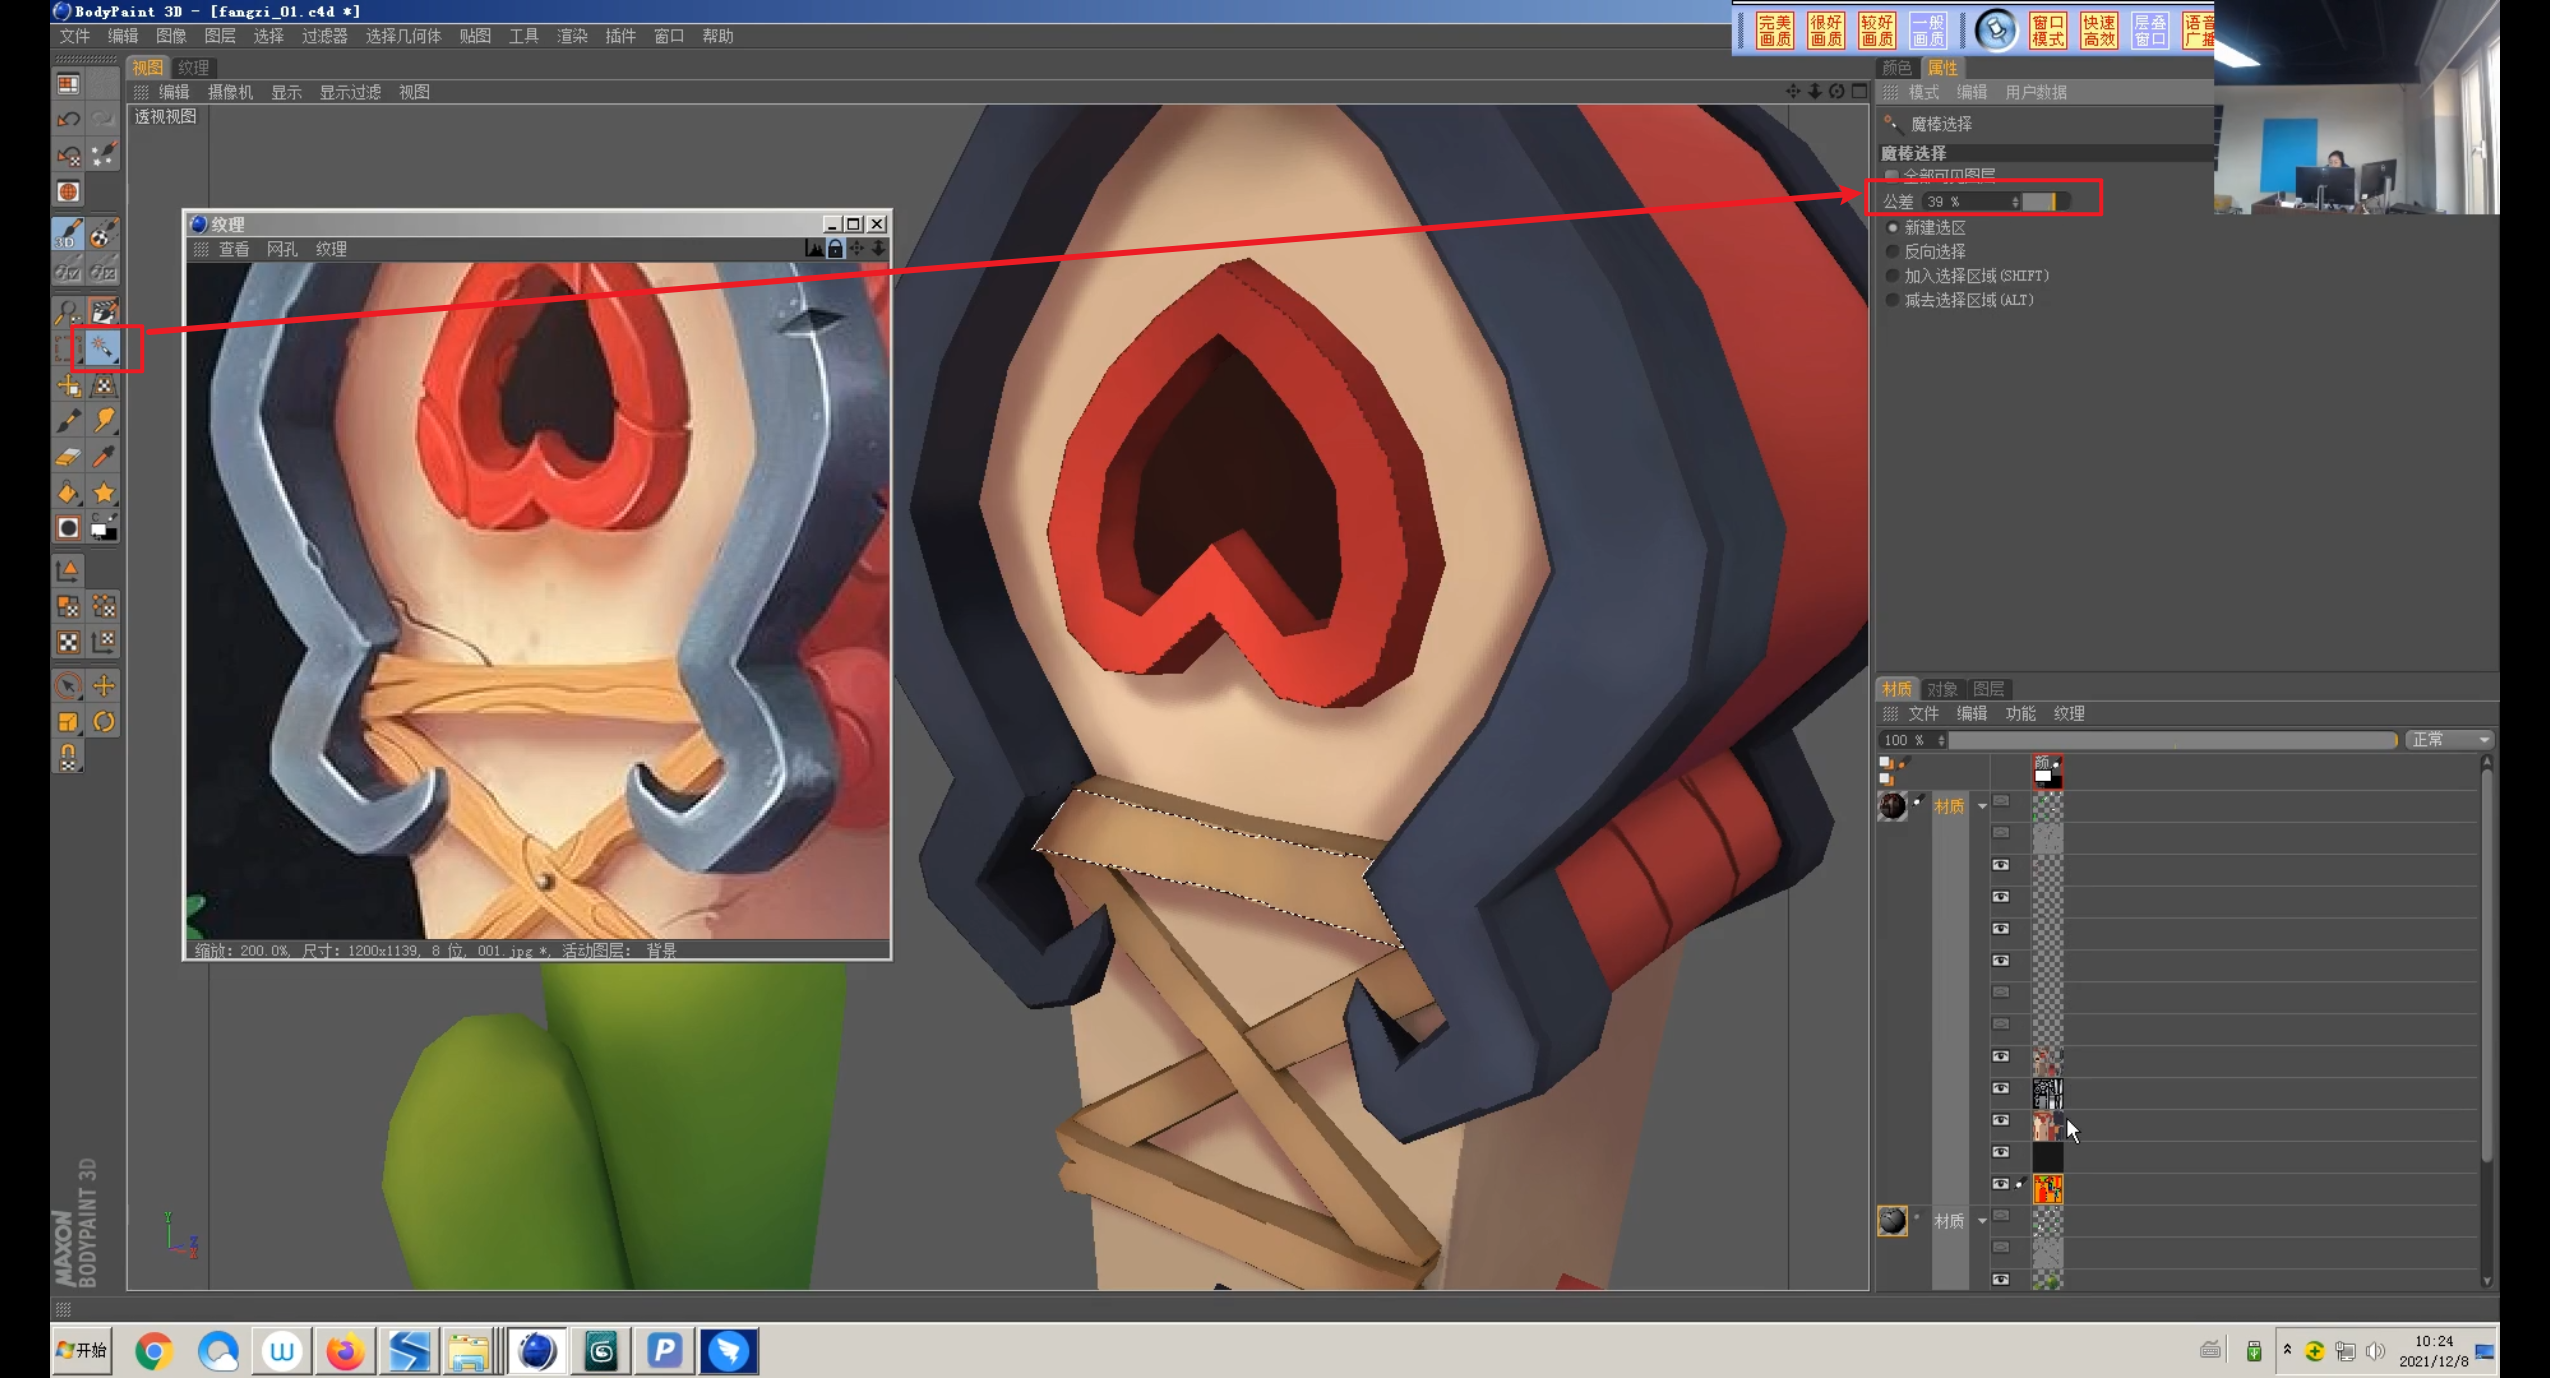 BodyPaint 3D - [fangzi_01.c4d *]
完美画质 很好画质 较好画质 一般画质 窗口模式 快速高效 层叠窗口
文件 编辑 图像 图层 选择 过滤器 选择几何体 贴图 工具 渲染 插件 窗口 帮助
视图 纹理
编辑 摄像机 显示 显示过滤 视图
透视视图
纹理
查看 网孔 纹理
缩放: 200.0%, 尺寸: 1200x1139, 8 位, 001.jpg *, 活动图层: 背景
颜色 属性
模式 编辑 用户数据
魔棒选择
魔棒选择
全部可见图层
公差 39 %
新建选区
反向选择
加入选择区域(SHIFT)
减去选择区域(ALT)
材质 对象 图层
文件 编辑 功能 纹理
100 % 正常
颜
材质
材质
3D
MAXON
BODYPAINT 3D
Y
Z
X
开始
10:24
2021/12/8